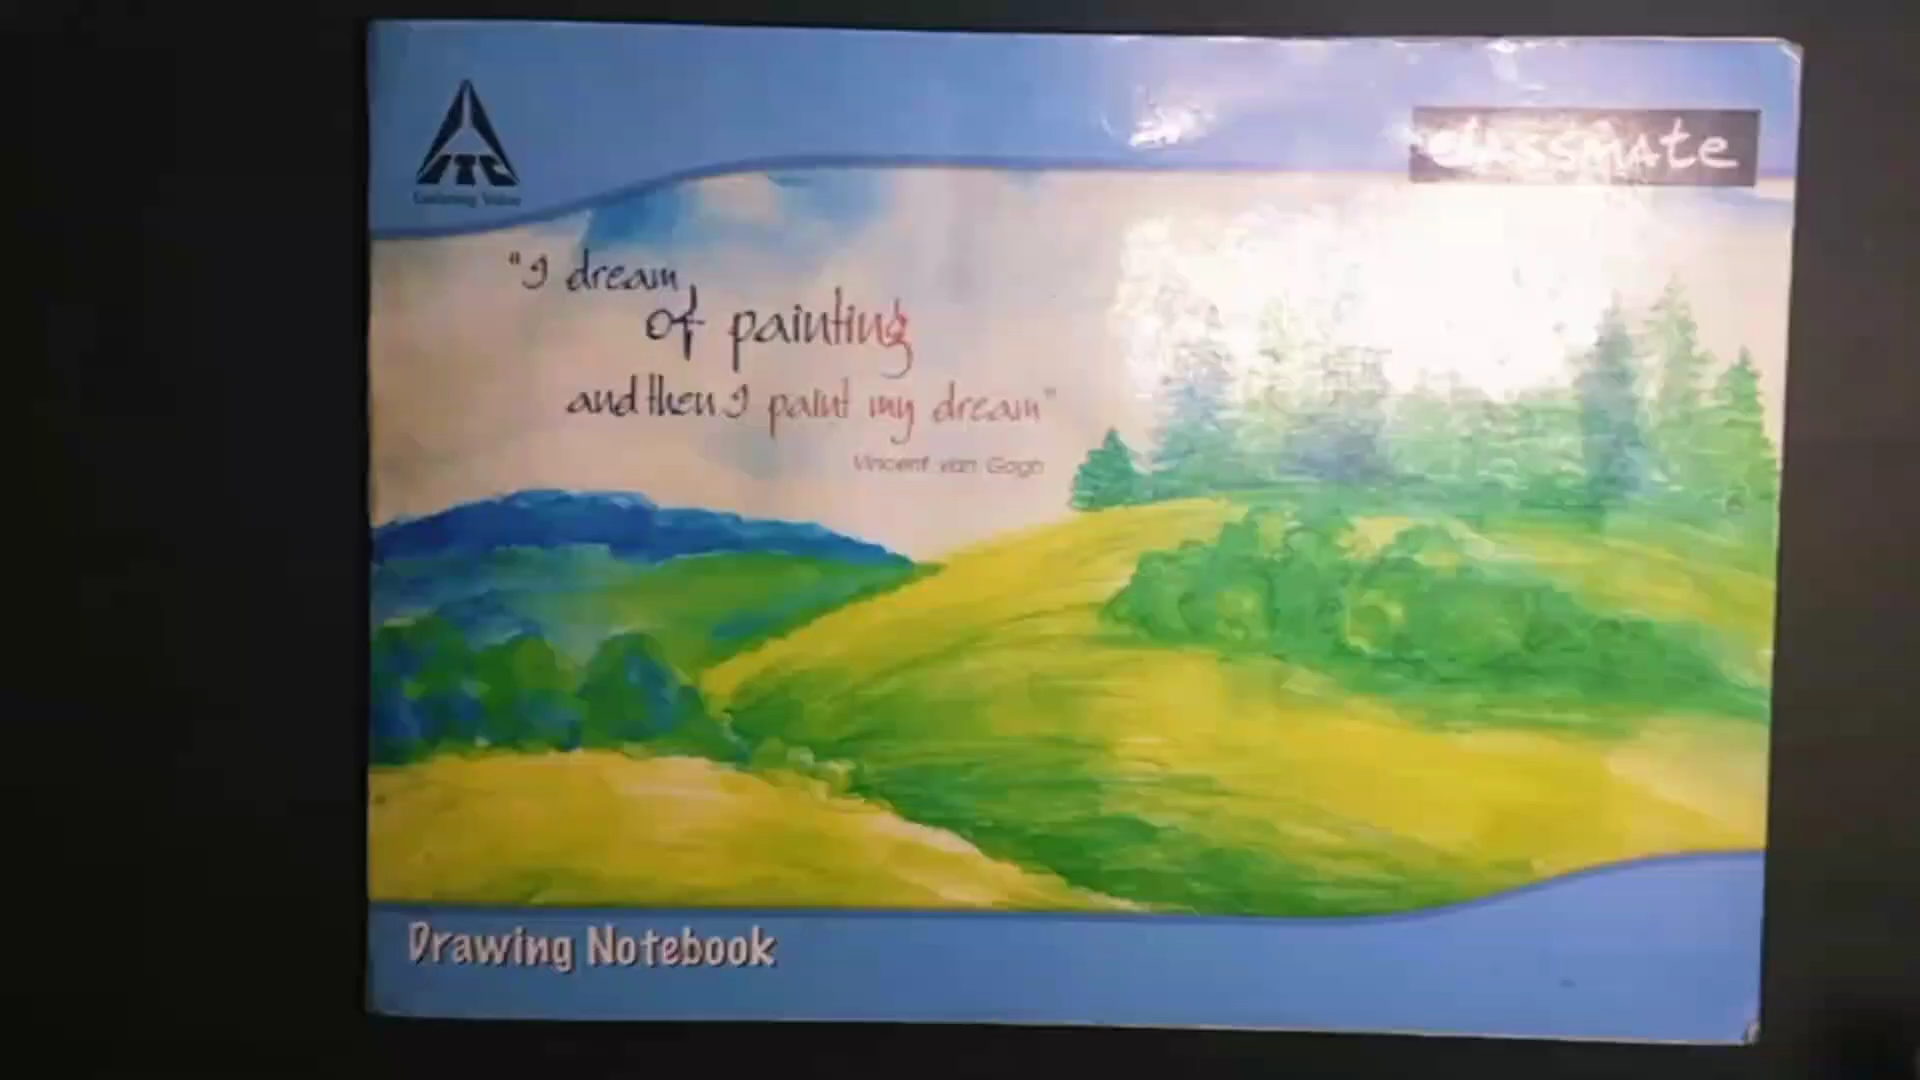 ITC
classmate
"I dream
of painting
and then I paint my dream"
Vincent van Gogh
Drawing Notebook